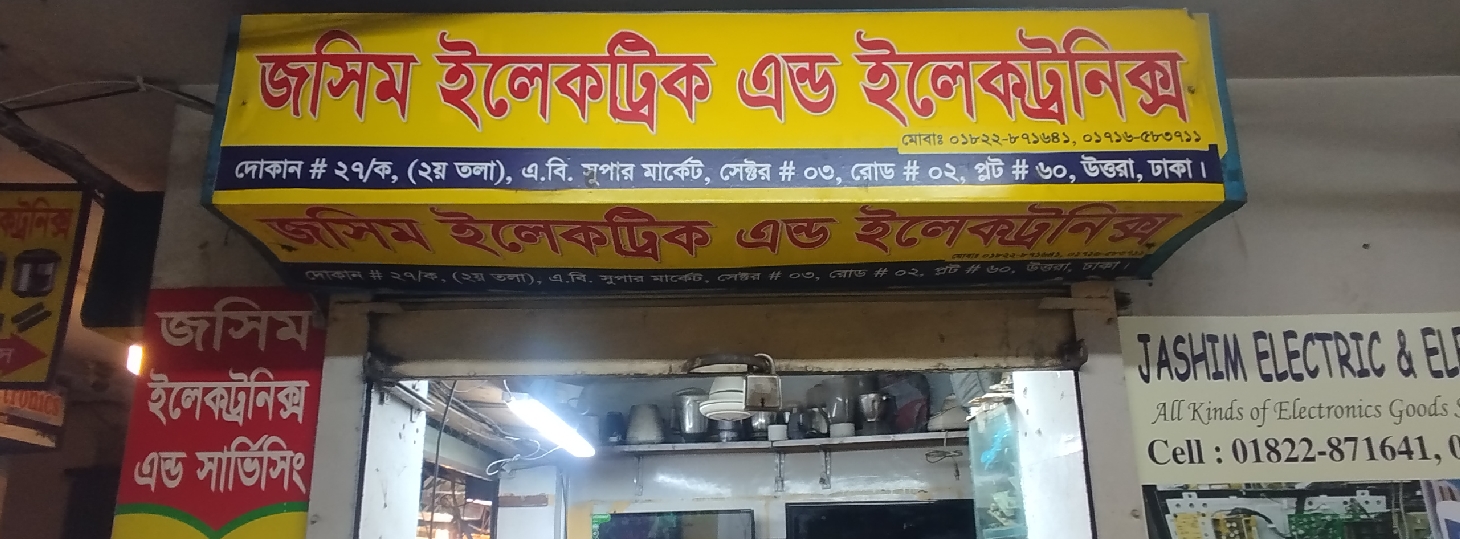 জসিম ইলেকট্রিক এন্ড ইলেকট্রনিক্স
মোবাঃ ০১৮২২-৮৭১৬৪১, ০১৭১৬-৫৮৩৭১১
দোকান # ২৭/ক, (২য় তলা), এ.বি. সুপার মার্কেট, সেক্টর # ০৩, রোড # ০২, প্লট # ৬০, উত্তরা, ঢাকা।
জসিম ইলেকট্রিক এন্ড ইলেকট্রনিক্স
দোকান # ২৭/ক, (২য় তলা), এ.বি. সুপার মার্কেট, সেক্টর # ০৩, রোড # ০২, প্লট # ৬০, উত্তরা, ঢাকা।
জসিম
ইলেকট্রনিক্স
এন্ড সার্ভিসিং
JASHIM ELECTRIC &
All Kinds of Electronics Goods
Cell : 01822-871641,